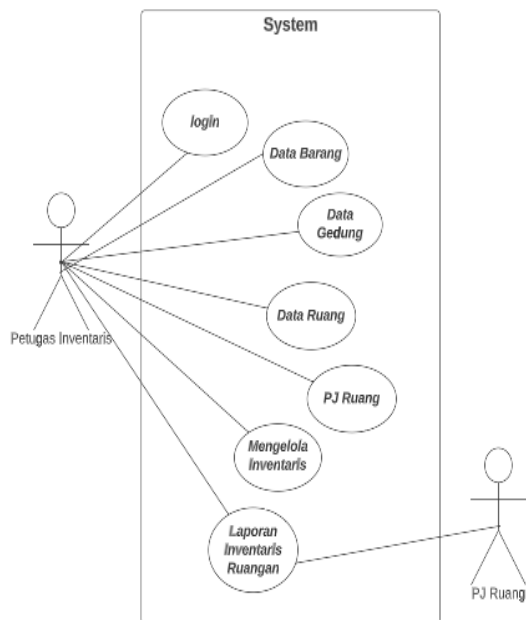 System
login
Data Barang
Data
Gedung
Data Ruang
PJ Ruang
Mengelola
Inventaris
Laporan
Inventaris
Ruangan
Petugas Inventaris
PJ Ruang